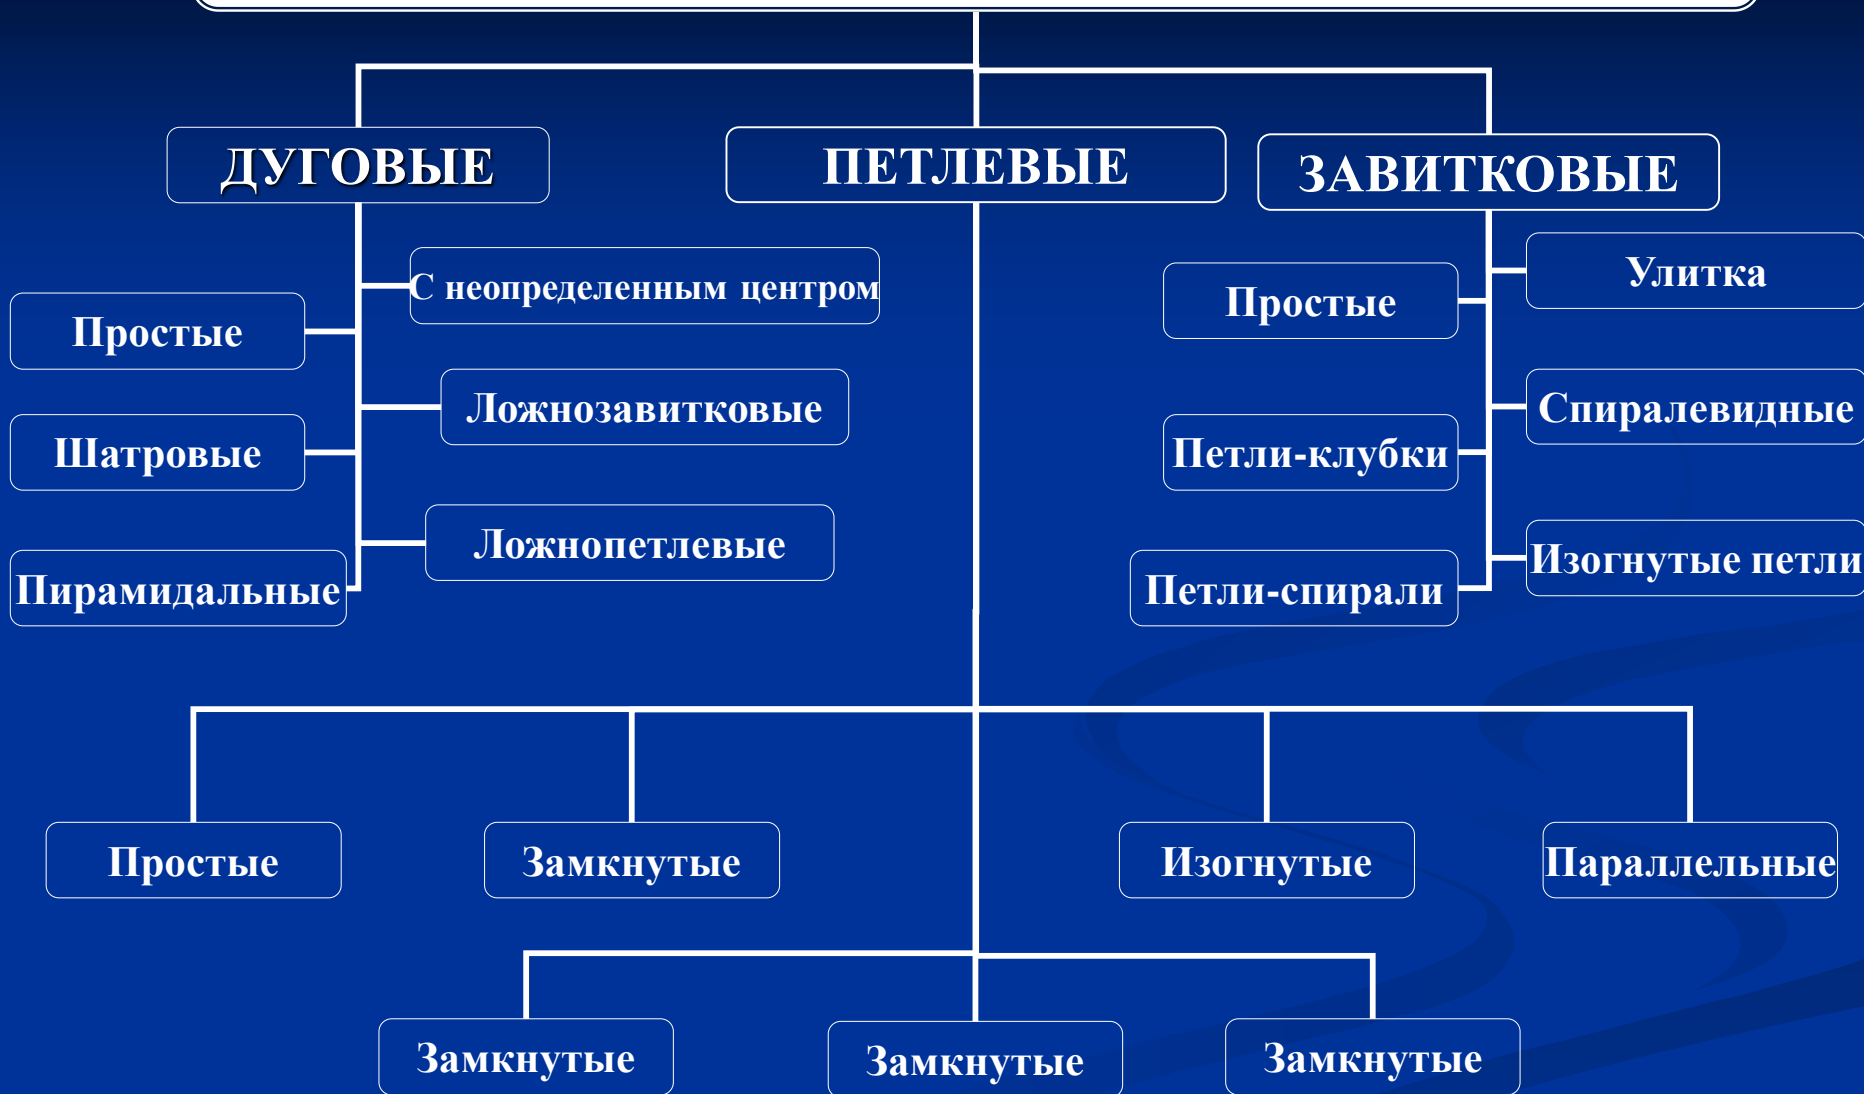 ДУГОВЫЕ
ПЕТЛЕВЫЕ
ЗАВИТКОВЫЕ
С неопределенным центром
Простые
Ложнозавитковые
Шатровые
Ложнопетлевые
Пирамидальные
Улитка
Простые
Спиралевидные
Петли-клубки
Изогнутые петли
Петли-спирали
Простые
Замкнутые
Изогнутые
Параллельные
Замкнутые
Замкнутые
Замкнутые